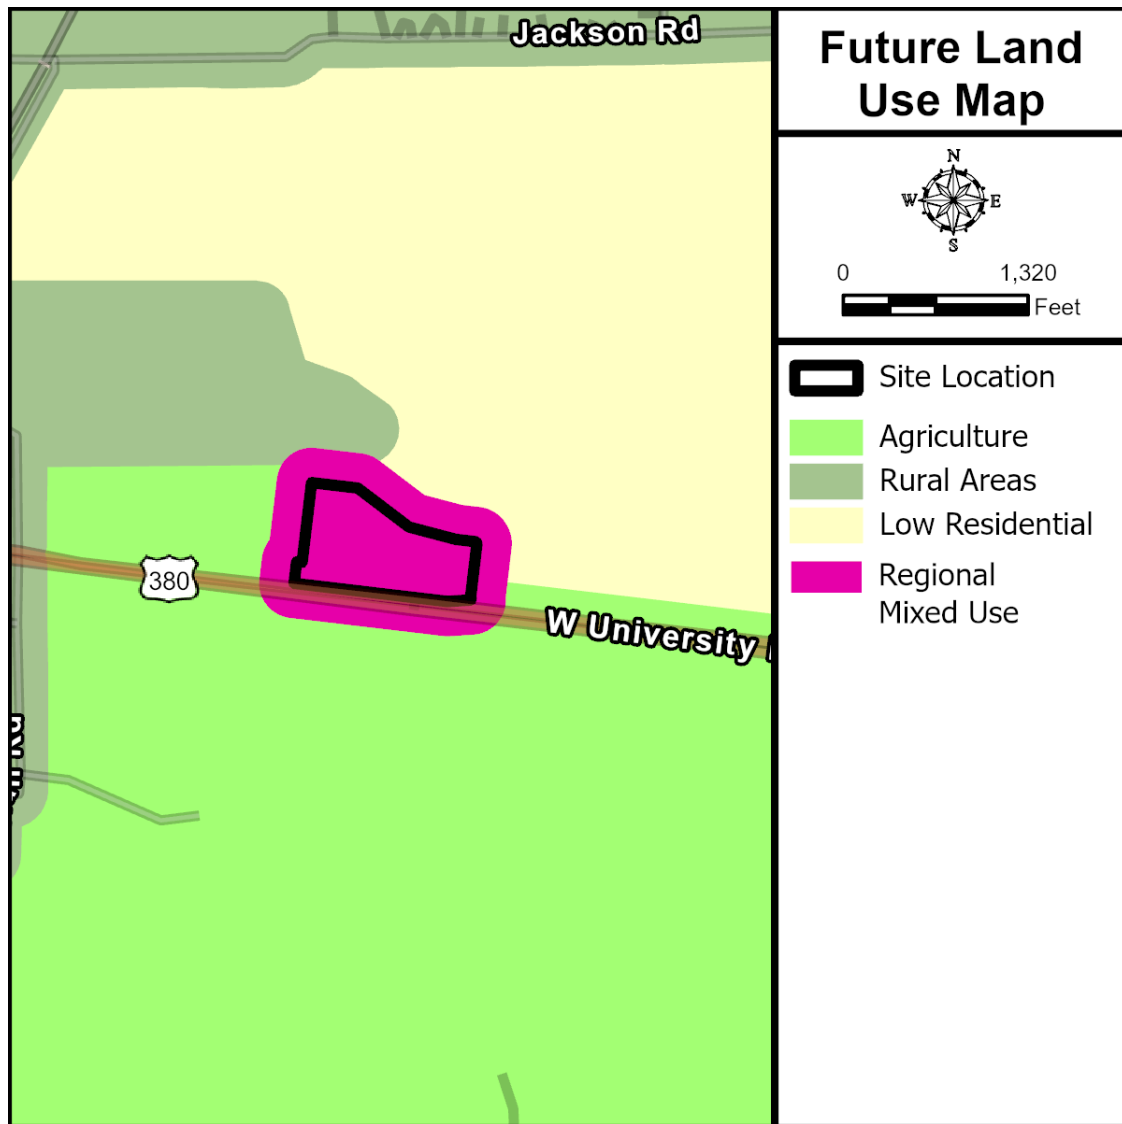 Jackson Rd
380
W University
Rd
Future Land
Use Map
N
W E
S
0 1,320
Feet
Site Location
Agriculture
Rural Areas
Low Residential
Regional
Mixed Use